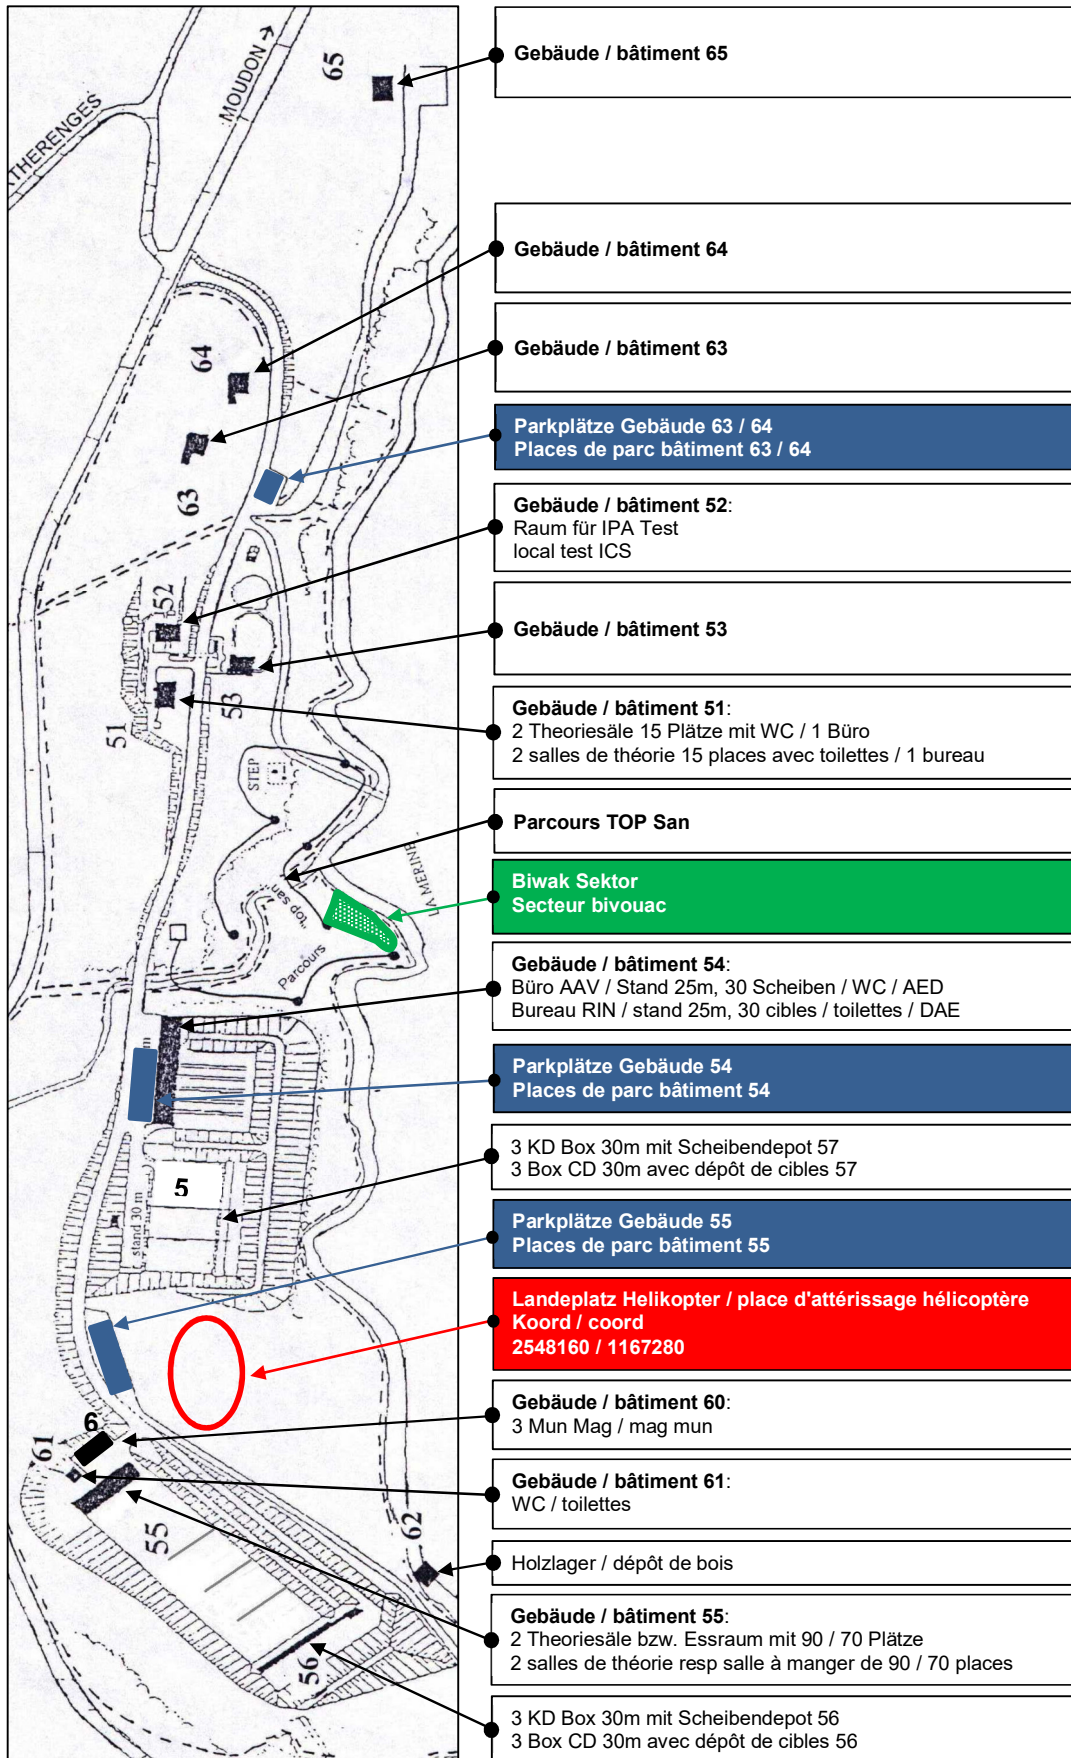 Gebäude / bâtiment 65
Gebäude / bâtiment 64
Gebäude / bâtiment 63
Parkplätze Gebäude 63 / 64
Places de parc bâtiment 63 / 64
Gebäude / bâtiment 52:
Raum für IPA Test
local test ICS
Gebäude / bâtiment 53
Gebäude / bâtiment 51:
2 Theoriesäle 15 Plätze mit WC / 1 Büro
2 salles de théorie 15 places avec toilettes / 1 bureau
Parcours TOP San
Biwak Sektor
Secteur bivouac
Gebäude / bâtiment 54:
Büro AAV / Stand 25m, 30 Scheiben / WC / AED
Bureau RIN / stand 25m, 30 cibles / toilettes / DAE
Parkplätze Gebäude 54
Places de parc bâtiment 54
3 KD Box 30m mit Scheibendepot 57
3 Box CD 30m avec dépôt de cibles 57
Parkplätze Gebäude 55
Places de parc bâtiment 55
Landeplatz Helikopter / place d'attérissage hélicoptère
Koord / coord
2548160 / 1167280
Gebäude / bâtiment 60:
3 Mun Mag / mag mun
Gebäude / bâtiment 61:
WC / toilettes
Holzlager / dépôt de bois
Gebäude / bâtiment 55:
2 Theoriesäle bzw. Essraum mit 90 / 70 Plätze
2 salles de théorie resp salle à manger de 90 / 70 places
3 KD Box 30m mit Scheibendepot 56
3 Box CD 30m avec dépôt de cibles 56
RTHERENGES
MOUDON →
65
64
63
52
53
51
STEP
LA MERINE
Parcours top san
m
5
stand 30 m
6
61
55
62
56